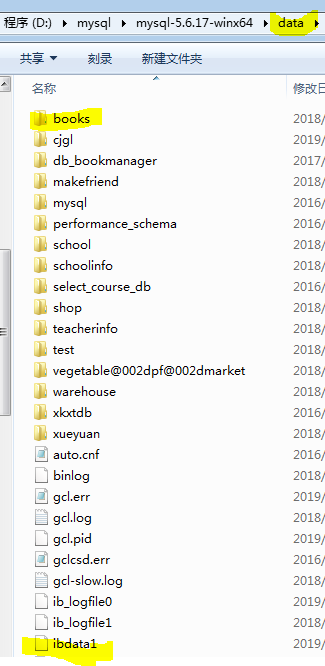 程序 (D:) ▸ mysql ▸ mysql-5.6.17-winx64 ▸ data ▸
共享 刻录 新建文件夹
名称 修改日
books 2018/
cjgl 2019/
db_bookmanager 2017/
makefriend 2018/
mysql 2016/
performance_schema 2016/
school 2018/
schoolinfo 2018/
select_course_db 2016/
shop 2018/
teacherinfo 2018/
test 2018/
vegetable@002dpf@002dmarket 2018/
warehouse 2018/
xkxtdb 2016/
xueyuan 2018/
auto.cnf 2016/
binlog 2018/
gcl.err 2019/
gcl.log 2018/
gcl.pid 2019/
gclcsd.err 2016/
gcl-slow.log 2018/
ib_logfile0 2019/
ib_logfile1 2018/
ibdata1 2019/